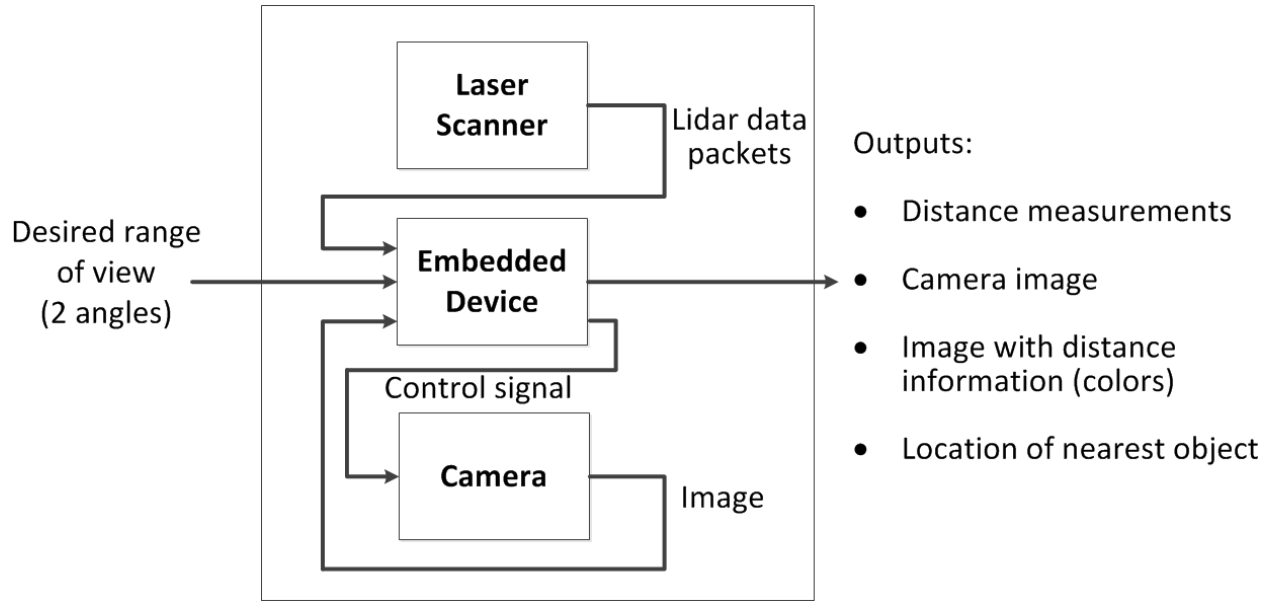 Laser
Scanner
Lidar data
packets
Desired range
of view
(2 angles)
Embedded
Device
Control signal
Camera
Image
Outputs:
• Distance measurements
• Camera image
• Image with distance
information (colors)
• Location of nearest object